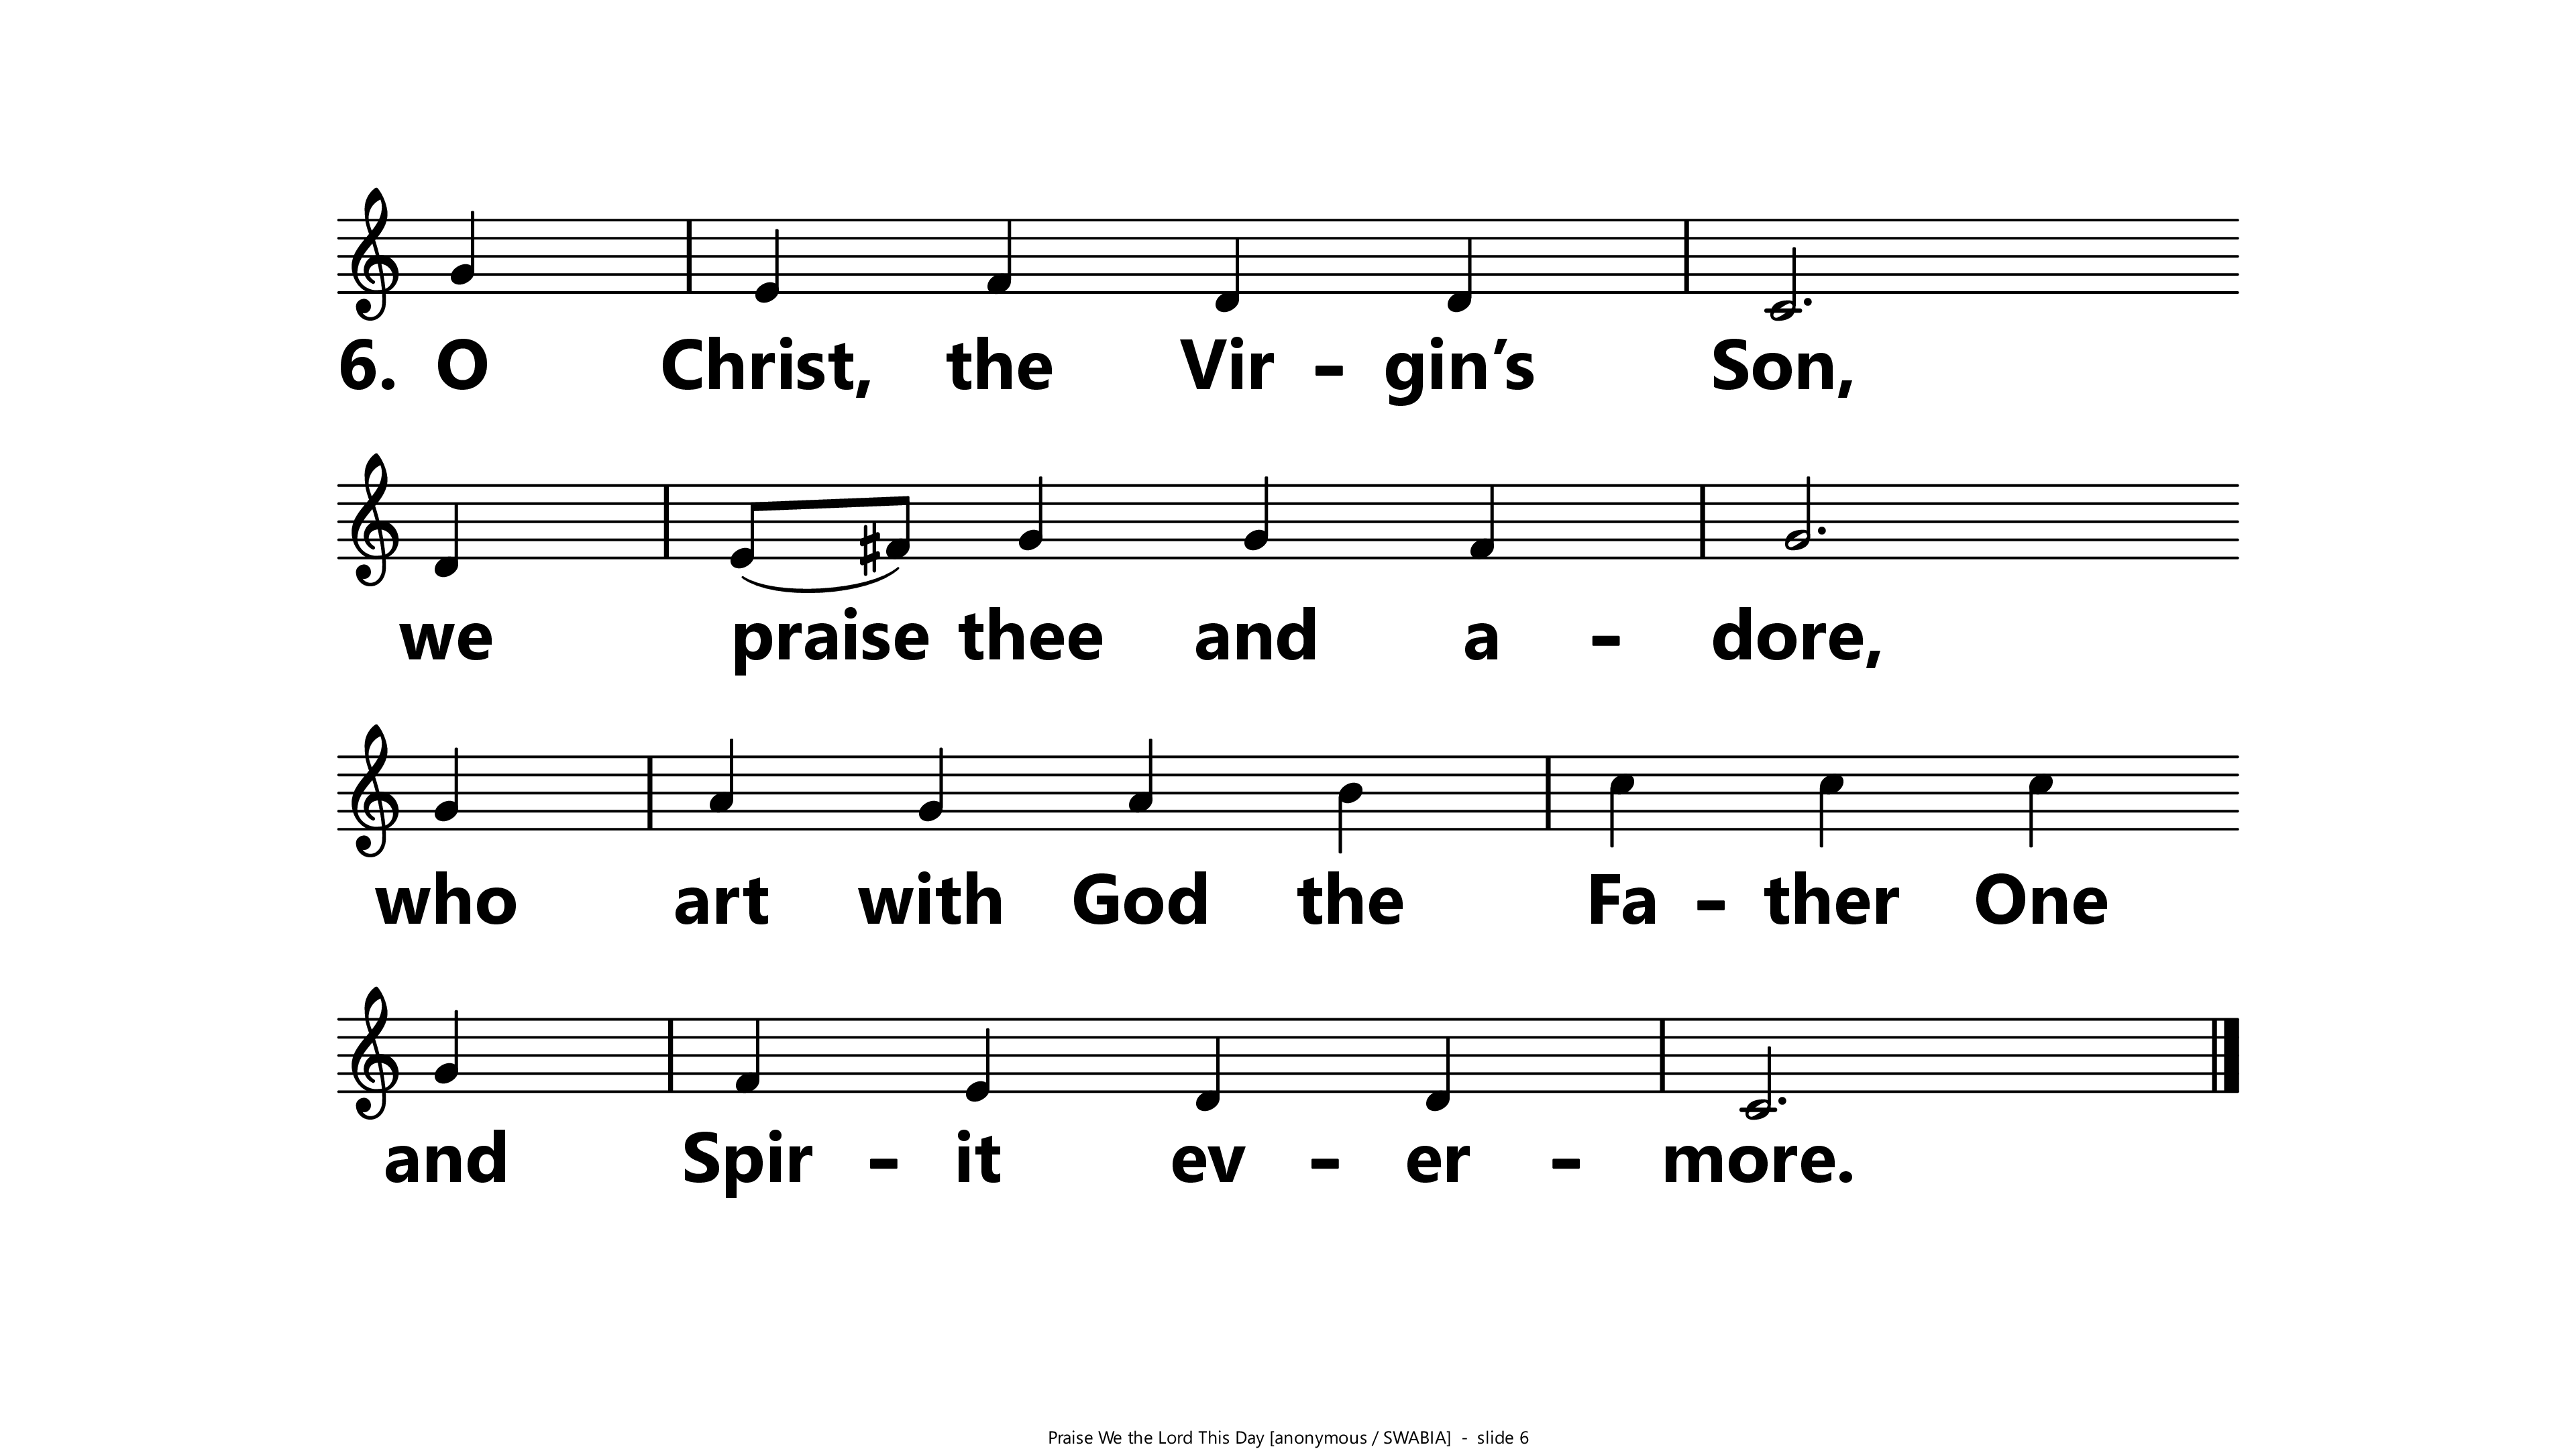 6. O Christ, the Vir - gin’s Son,
we praise thee and a - dore,
who art with God the Fa - ther One
and Spir - it ev - er - more.
Praise We the Lord This Day [anonymous / SWABIA] - slide 6